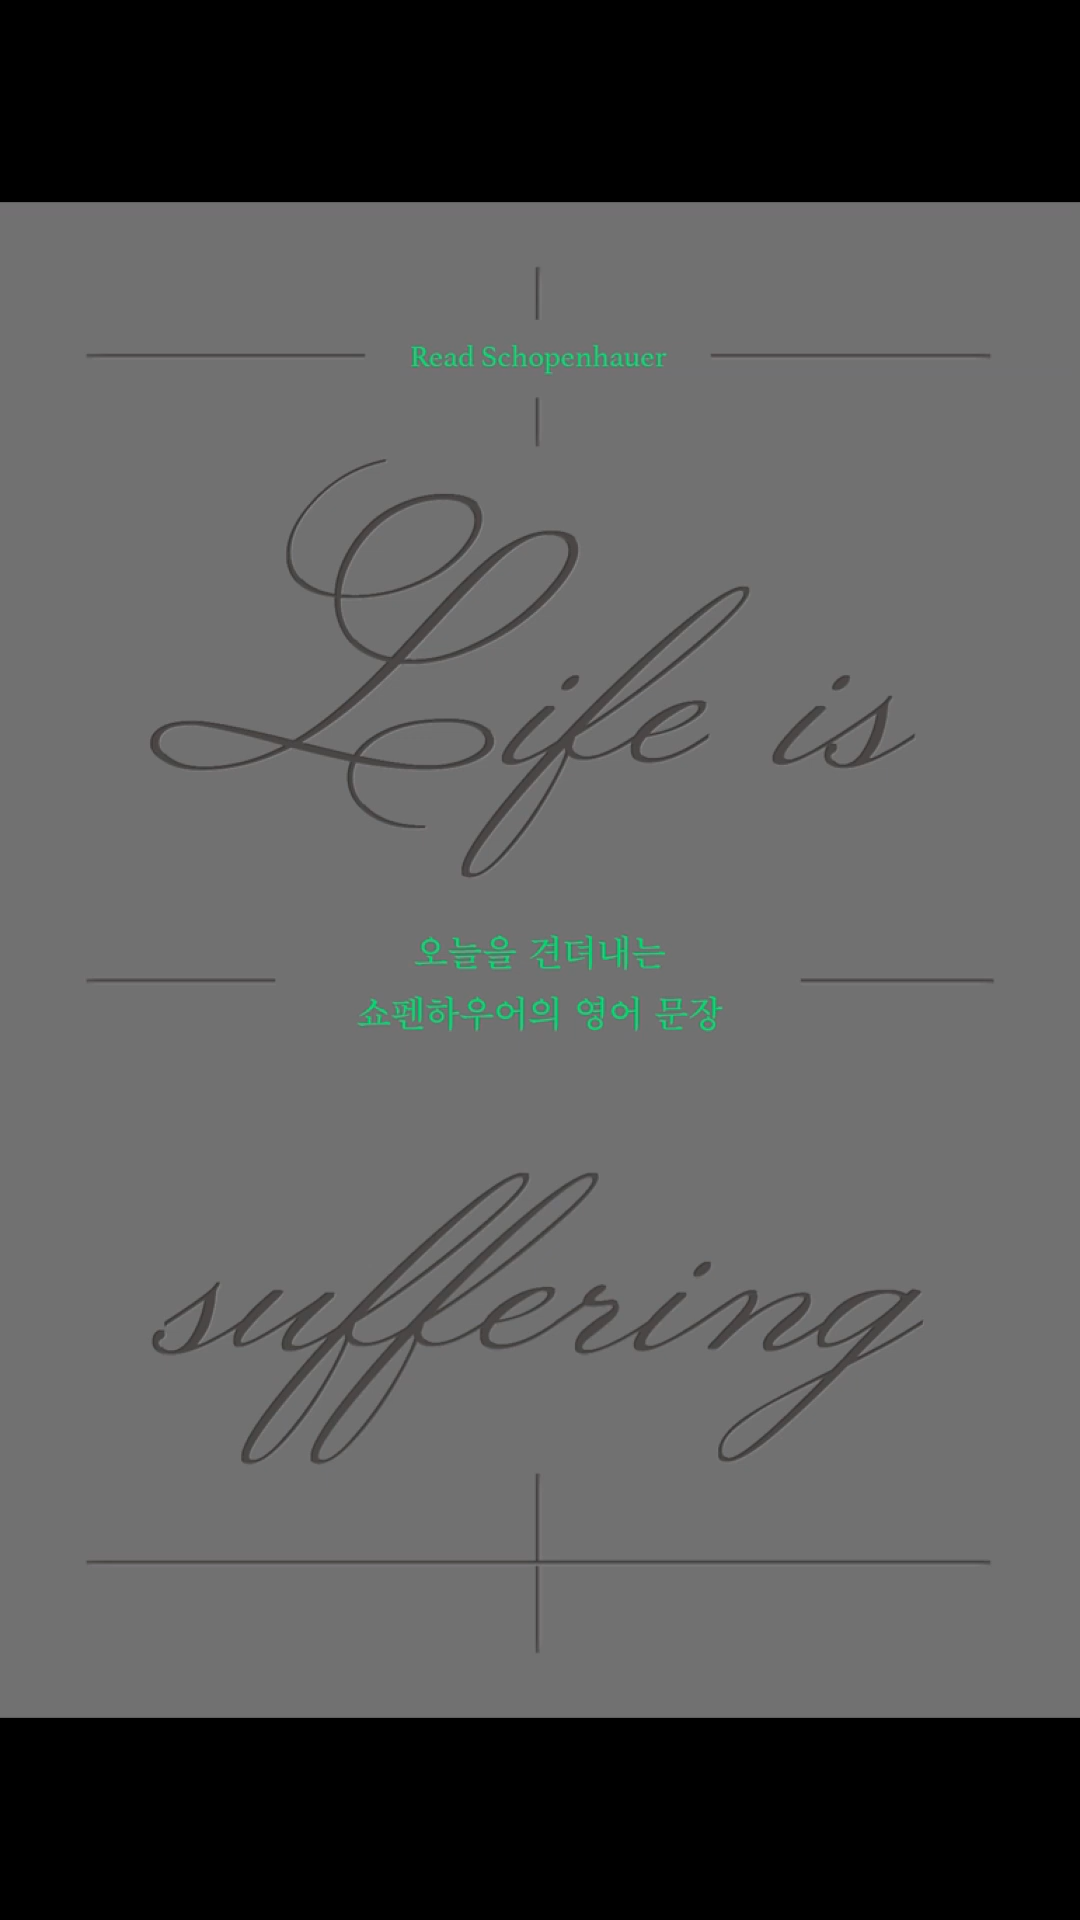 Read Schopenhauer
Life is
오늘을 견뎌내는
쇼펜하우어의 영어 문장
suffering